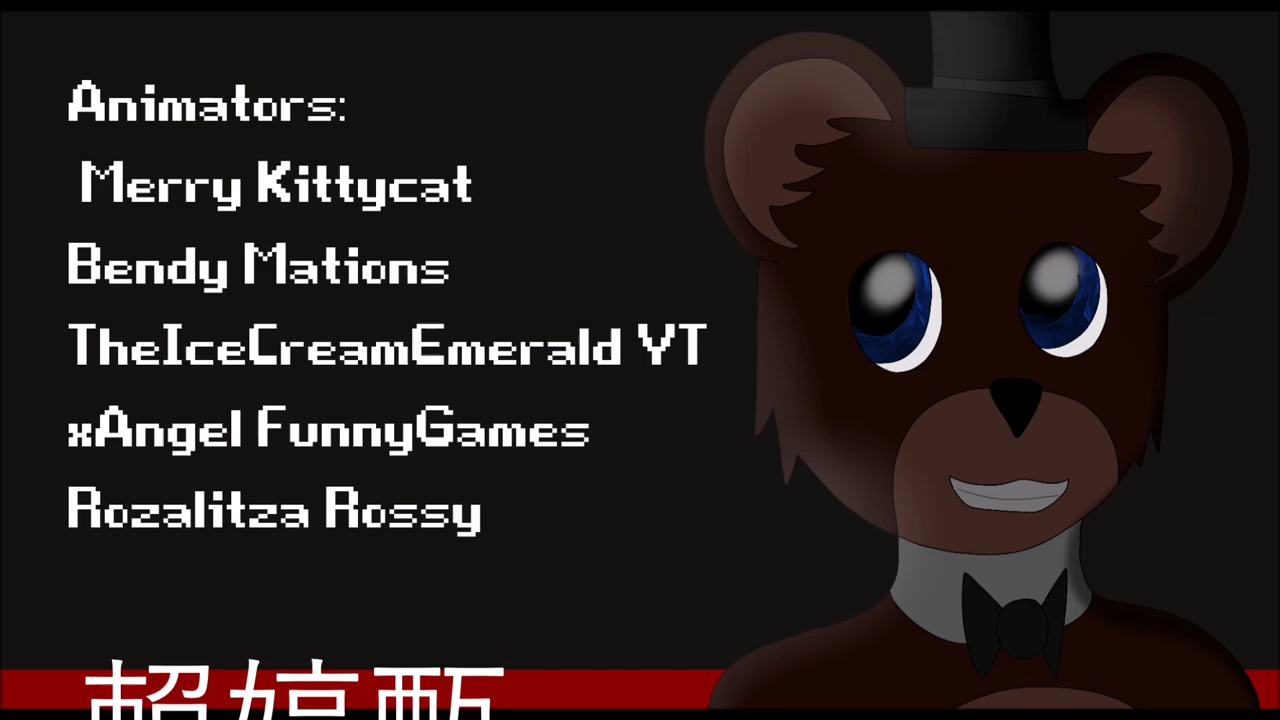 Animators:
Merry Kittycat
Bendy Mations
TheIceCreamEmerald YT
xAngel FunnyGames
Rozalitza Rossy